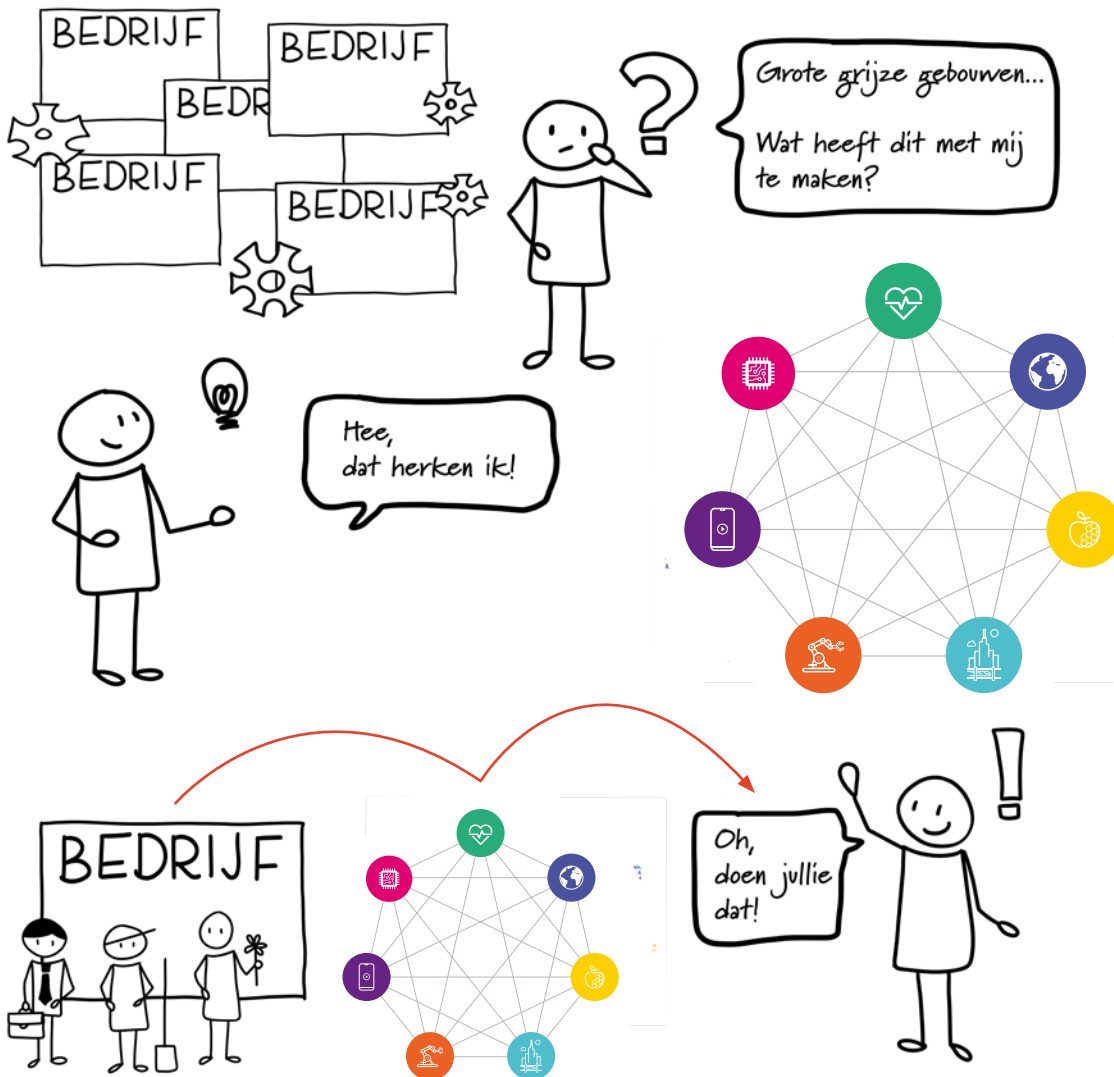 BEDRIJF
BEDRIJF
BEDR
BEDRIJF
BEDRIJF
Grote grijze gebouwen...
Wat heeft dit met mij
te maken?
Hee,
dat herken ik!
BEDRIJF
Oh,
doen jullie
dat!